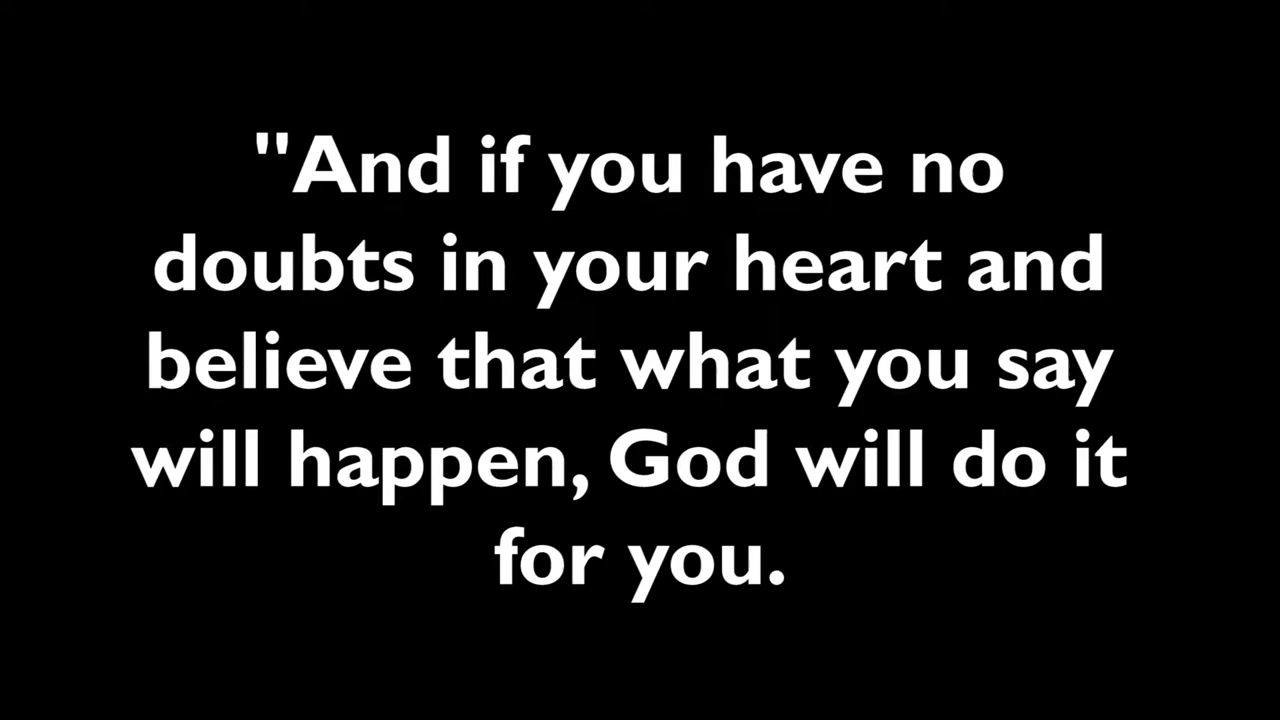 "And if you have no
doubts in your heart and
believe that what you say
will happen, God will do it
for you.